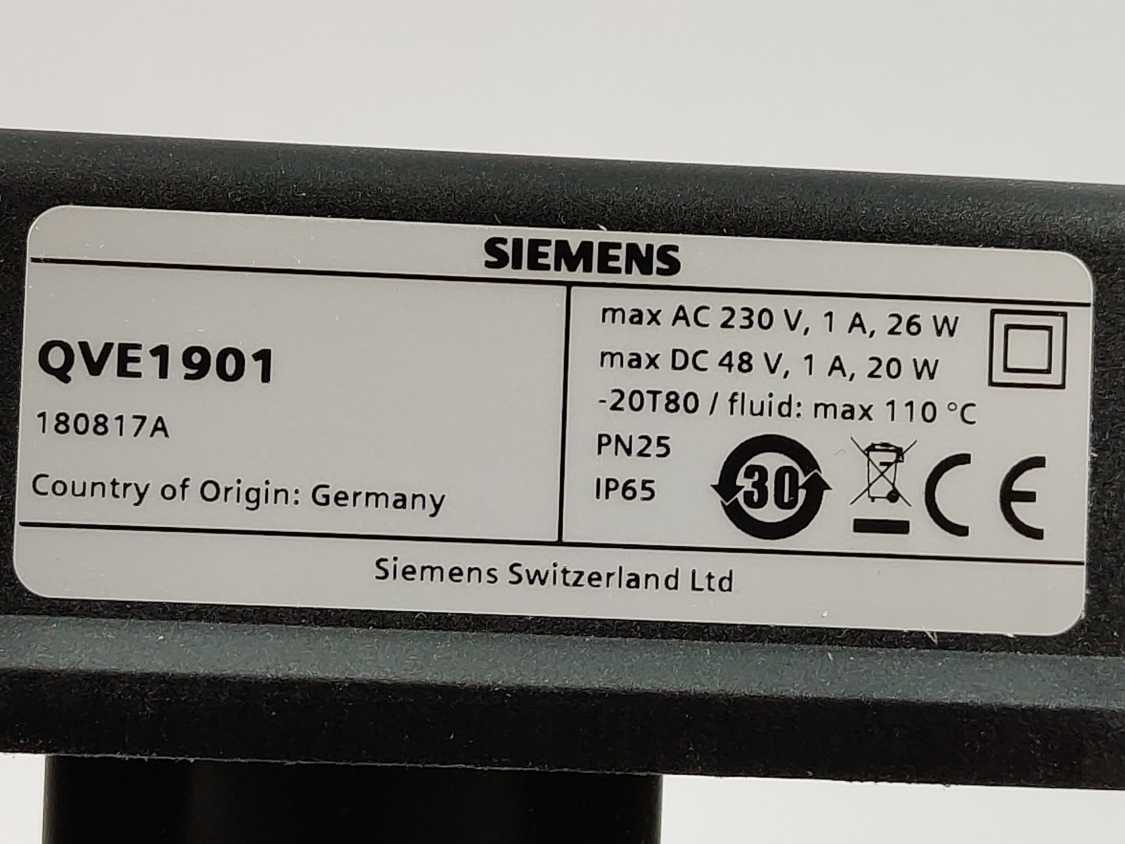 SIEMENS
QVE1901
180817A
Country of Origin: Germany
max AC 230 V, 1 A, 26 W
max DC 48 V, 1 A, 20 W
-20T80 / fluid: max 110 °C
PN25
IP65
30
CE
Siemens Switzerland Ltd